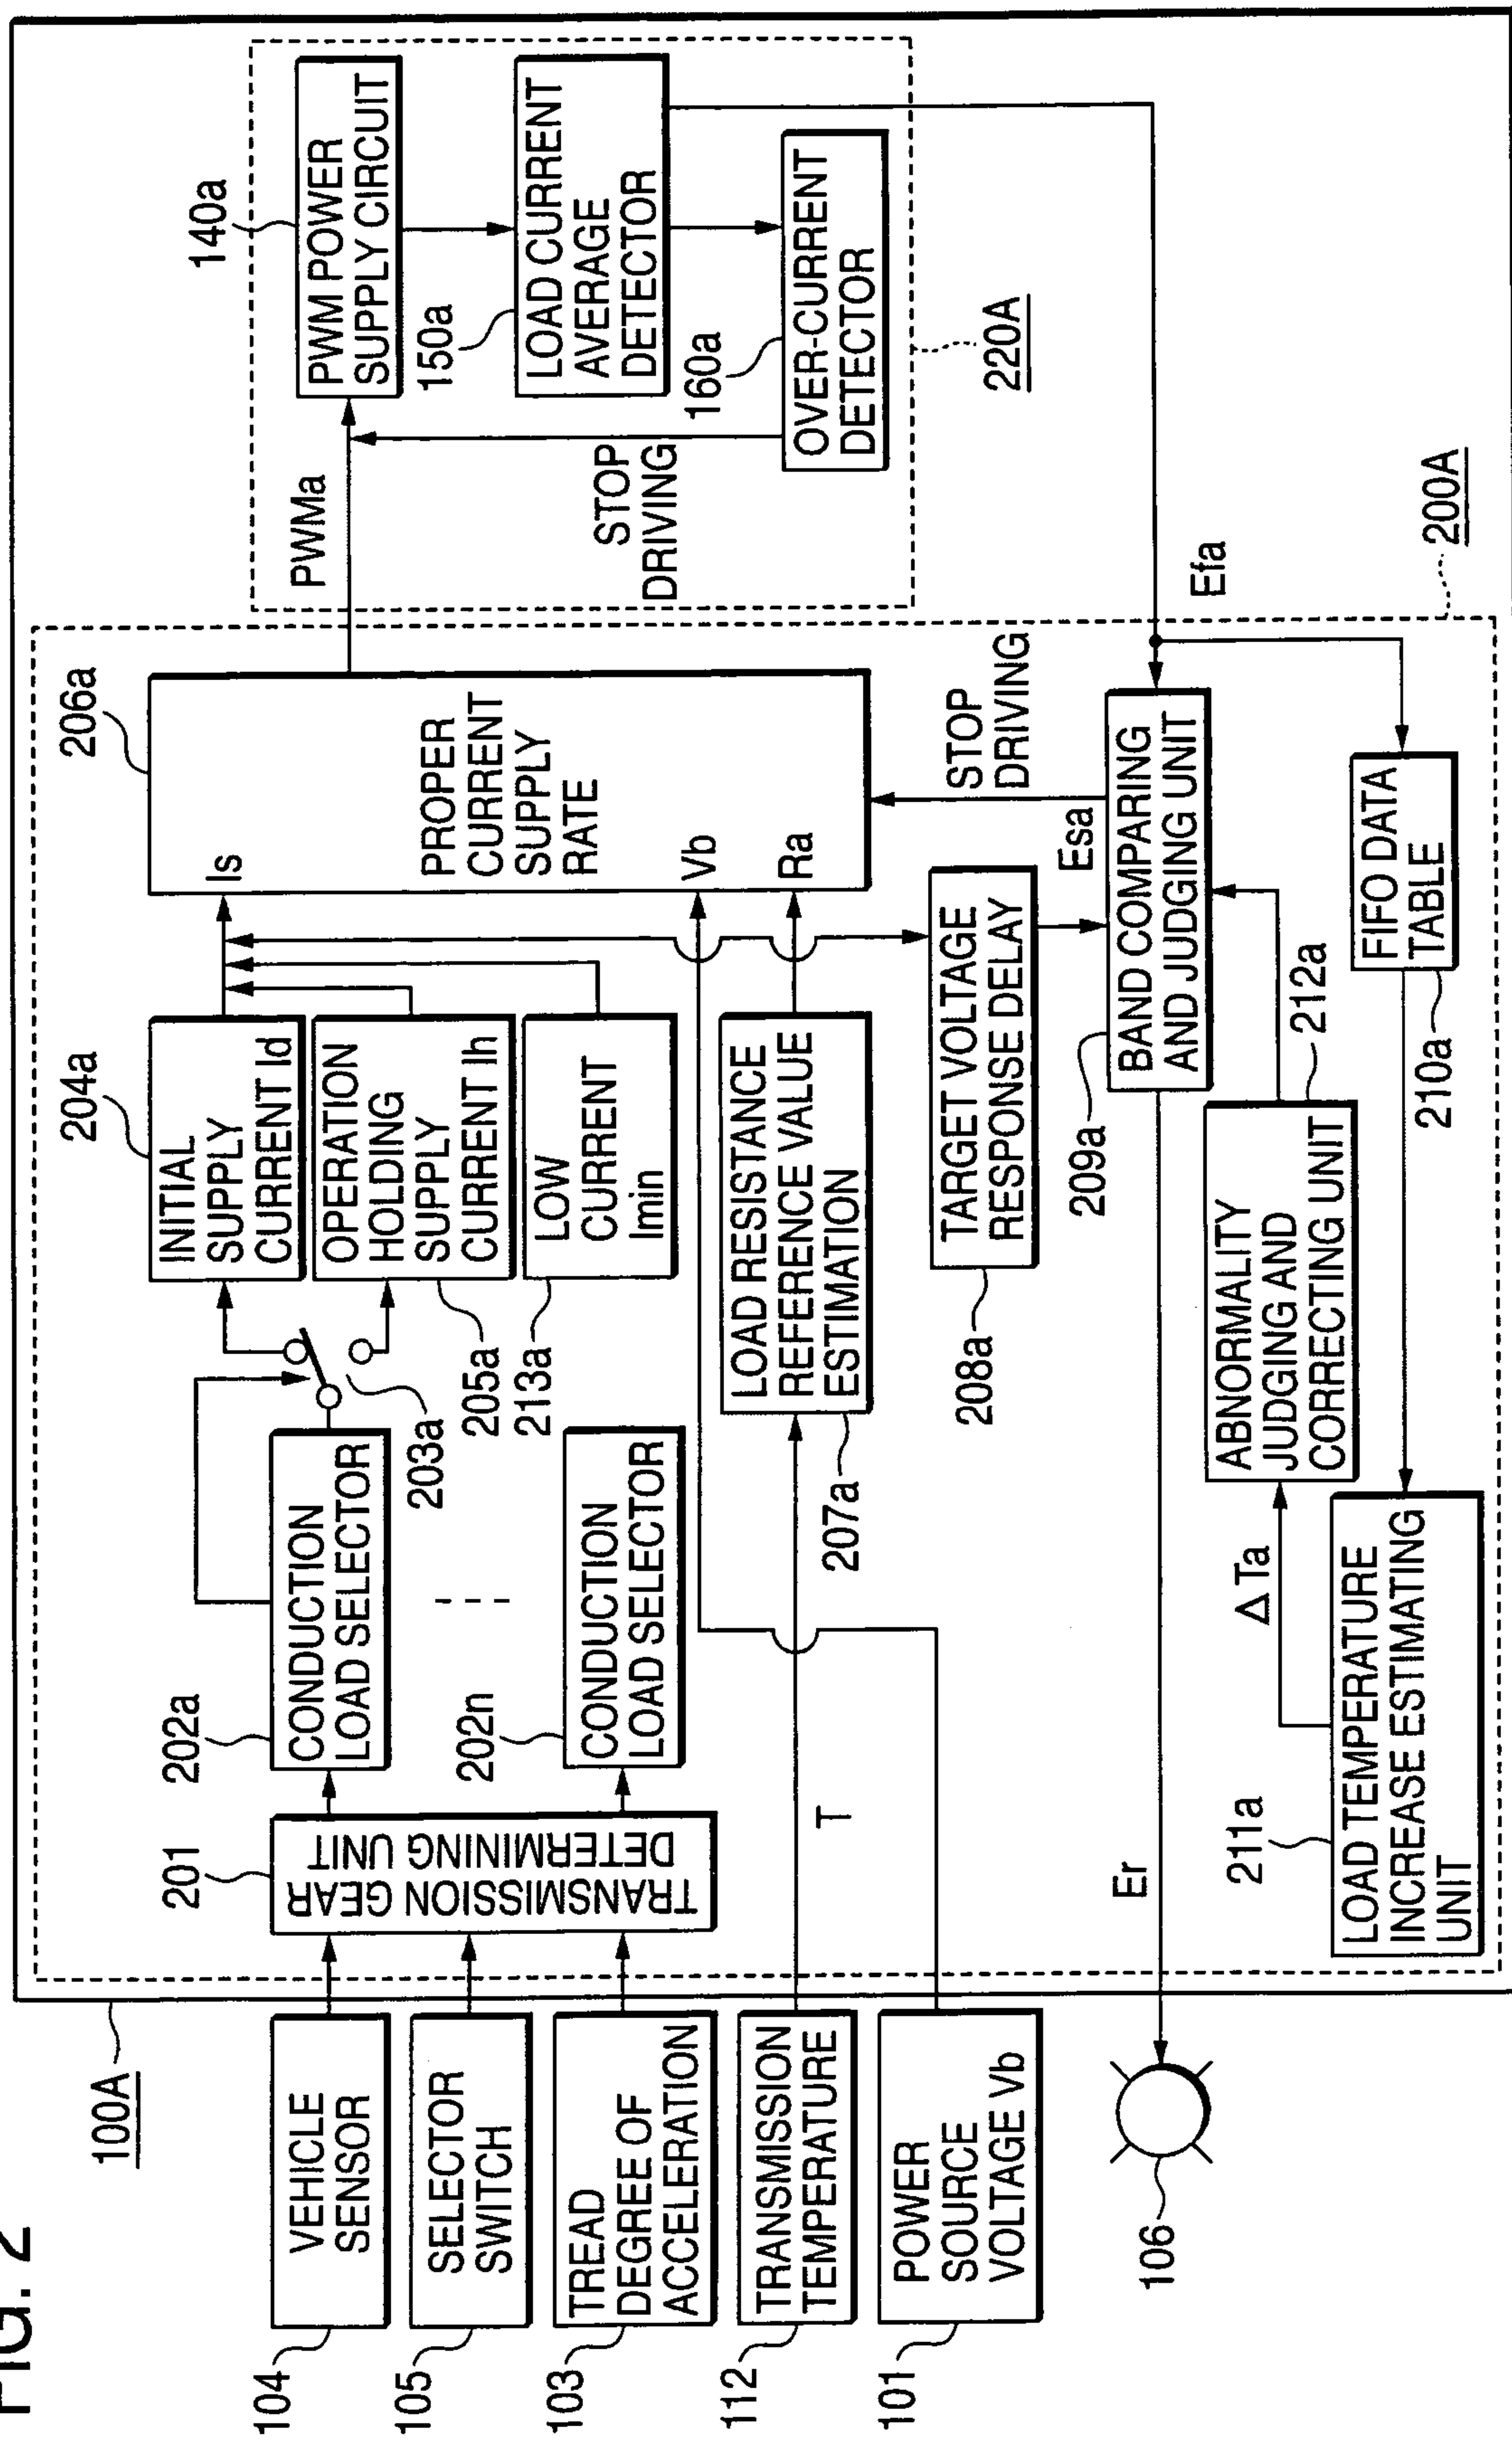 FIG. 2
100A
104
VEHICLE
SENSOR
105
SELECTOR
SWITCH
103
TREAD
DEGREE OF
ACCELERATION
112
TRANSMISSION
TEMPERATURE
101
POWER
SOURCE
VOLTAGE Vb
106
201
TRANSMISSION GEAR
DETERMINING UNIT
202a
CONDUCTION
LOAD SELECTOR
202n
CONDUCTION
LOAD SELECTOR
203a
204a
INITIAL
SUPPLY
CURRENT Id
OPERATION
HOLDING
SUPPLY
CURRENT Ih
205a
LOW
CURRENT
Imin
213a
T
LOAD RESISTANCE
REFERENCE VALUE
ESTIMATION
207a
TARGET VOLTAGE
RESPONSE DELAY
208a
206a
Is
PROPER
CURRENT
SUPPLY
RATE
Vb
Ra
STOP
DRIVING
Esa
BAND COMPARING
AND JUDGING UNIT
209a
Er
ABNORMALITY
JUDGING AND
CORRECTING UNIT
212a
Δ Ta
211a
LOAD TEMPERATURE
INCREASE ESTIMATING
UNIT
FIFO DATA
TABLE
210a
200A
Efa
PWMa
140a
PWM POWER
SUPPLY CIRCUIT
150a
LOAD CURRENT
AVERAGE
DETECTOR
160a
OVER-CURRENT
DETECTOR
STOP
DRIVING
220A